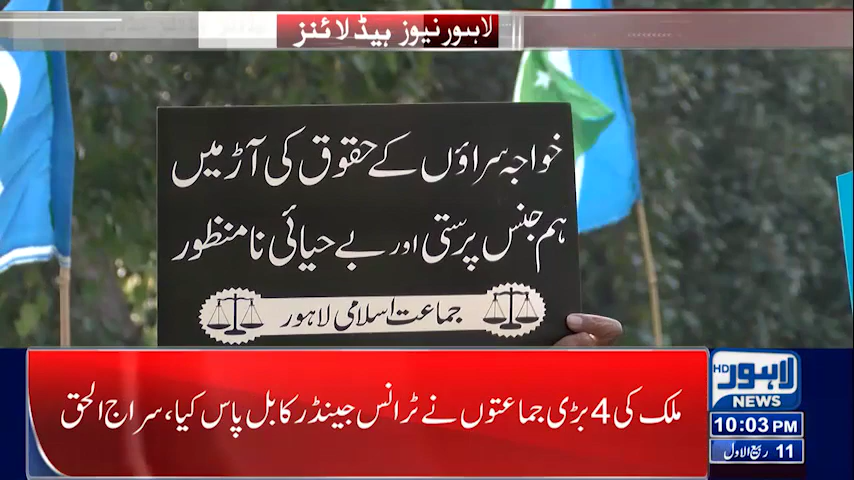 لاہور نیوز ہیڈ لائنز
خواجہ سراؤں کے حقوق کی آڑ میں
ہم جنس پرستی اور بے حیائی نامنظور
جماعت اسلامی لاہور
ملک کی 4 بڑی جماعتوں نے ٹرانس جینڈر کا بل پاس کیا، سراج الحق
لاہور HD
NEWS
10:03 PM
11 ربیع الاول